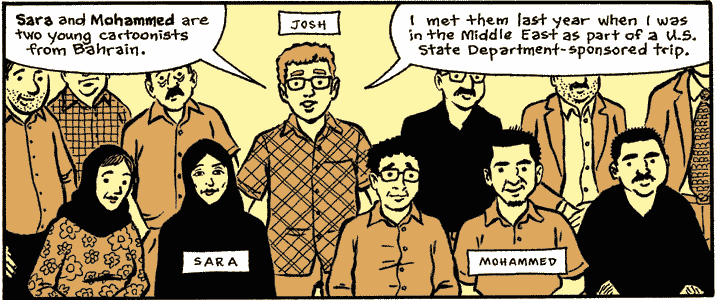 Sara and Mohammed are
two young cartoonists
from Bahrain.
JOSH
I met them last year when I was
in the Middle East as part of a U.S.
State Department-sponsored trip.
SARA
MOHAMMED